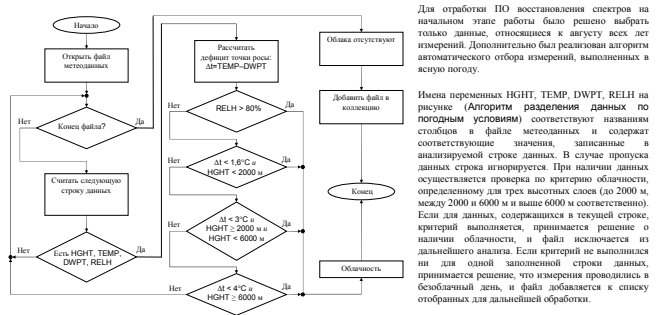 Начало
Открыть файл
метеоданных
Конец файла?
Нет
Да
Считать следующую
строку данных
Есть HGHT, TEMP,
DWPT, RELH
Нет
Да
Рассчитать
дефицит точки росы:
Δt=TEMP–DWPT
RELH > 80%
Нет
Да
Δt < 1,6°C и
HGHT < 2000 м
Нет
Да
Δt < 3°C и
HGHT ≥ 2000 м и
HGHT < 6000 м
Нет
Да
Δt < 4°C и
HGHT ≥ 6000 м
Нет
Да
Облака отсутствуют
Добавить файл в
коллекцию
Конец
Облачность
Для отработки ПО восстановления спектров на
начальном этапе работы было решено выбрать
только данные, относящиеся к августу всех лет
измерений. Дополнительно был реализован алгоритм
автоматического отбора измерений, выполненных в
ясную погоду.
Имена переменных HGHT, TEMP, DWPT, RELH на
рисунке (Алгоритм разделения данных по
погодным условиям) соответствуют названиям
столбцов в файле метеоданных и содержат
соответствующие значения, записанные в
анализируемой строке данных. В случае пропуска
данных строка игнорируется. При наличии данных
осуществляется проверка по критерию облачности,
определенному для трех высотных слоев (до 2000 м,
между 2000 и 6000 м и выше 6000 м соответственно).
Если для данных, содержащихся в текущей строке,
критерий выполняется, принимается решение о
наличии облачности, и файл исключается из
дальнейшего анализа. Если критерий не выполнился
ни для одной заполненной строки данных,
принимается решение, что измерения проводились в
безоблачный день, и файл добавляется к списку
отобранных для дальнейшей обработки.